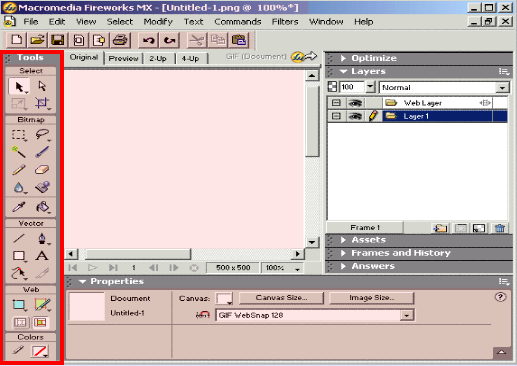 Macromedia Fireworks MX - [Untitled-1.png @ 100%*]
File Edit View Select Modify Text Commands Filters Window Help
Tools
Select
Bitmap
Vector
Web
Colors
Original Preview 2-Up 4-Up GIF (Document)
1 500 x 500 100%
Optimize
Layers
100 Normal
Web Layer
Layer 1
Frame 1
Assets
Frames and History
Answers
Properties
Document Canvas: Canvas Size... Image Size...
Untitled-1 GIF WebSnap 128